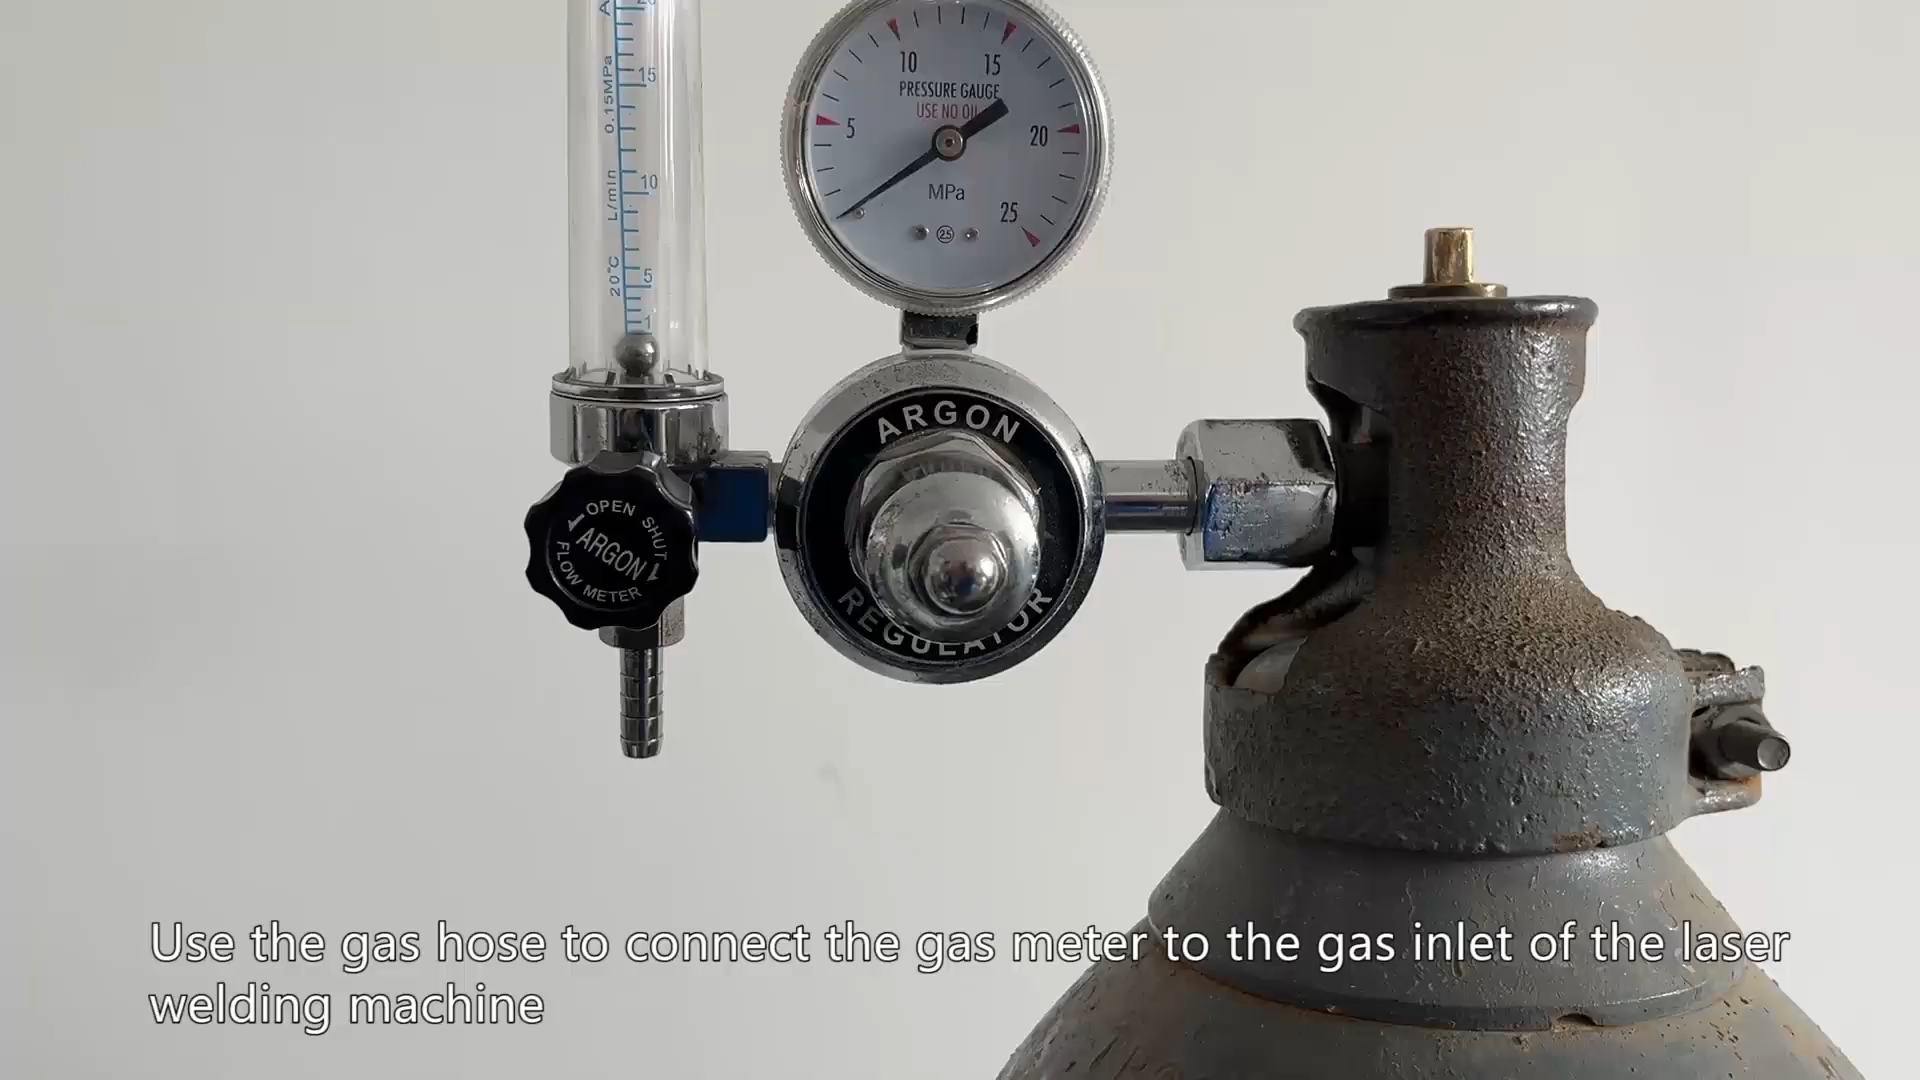 15
10
5
0.15MPa
L/min
20°C
10 15
5 20
25
PRESSURE GAUGE
USE NO OIL
MPa
2.5
ARGON
REGULATOR
OPEN SHUT
ARGON
FLOW METER
Use the gas hose to connect the gas meter to the gas inlet of the laser
welding machine